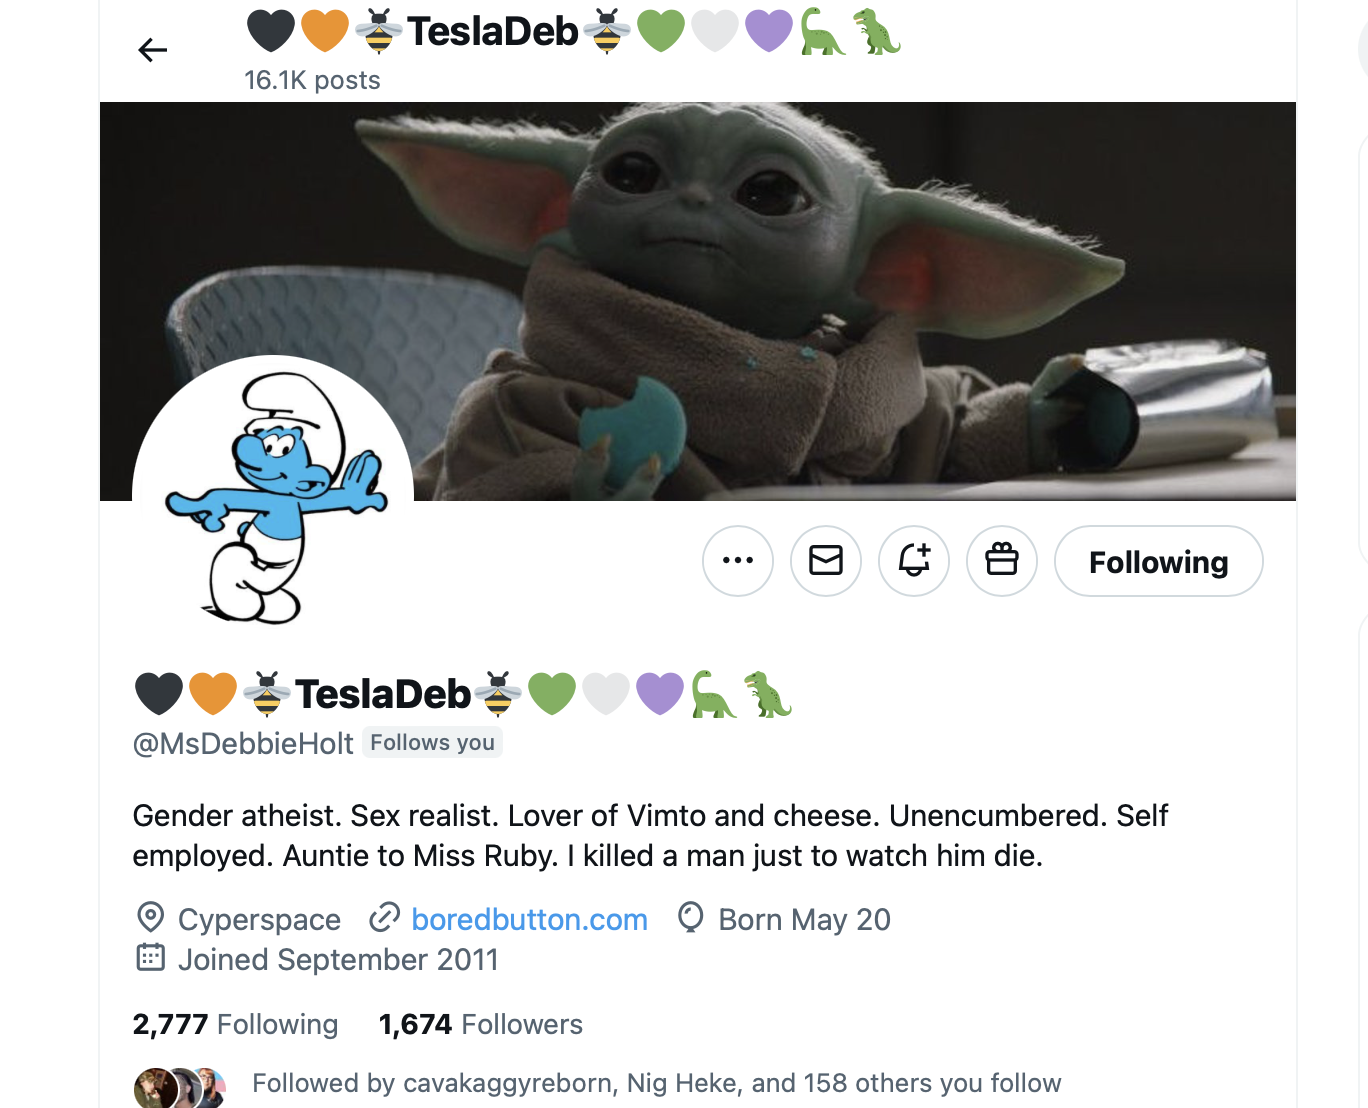 🖤🧡🐝TeslaDeb🐝💚🤍💜🦕🦖
16.1K posts
Following
🖤🧡🐝TeslaDeb🐝💚🤍💜🦕🦖
@MsDebbieHolt Follows you
Gender atheist. Sex realist. Lover of Vimto and cheese. Unencumbered. Self
employed. Auntie to Miss Ruby. I killed a man just to watch him die.
Cyperspace boredbutton.com Born May 20
Joined September 2011
2,777 Following 1,674 Followers
Followed by cavakaggyreborn, Nig Heke, and 158 others you follow